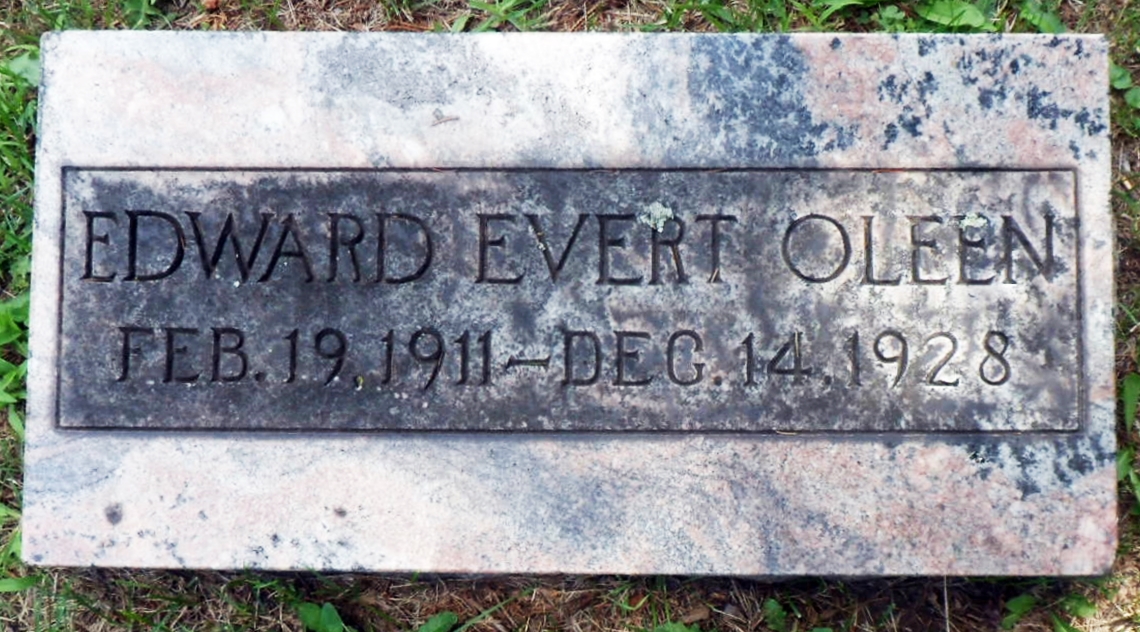 EDWARD EVERT OLEEN
FEB. 19, 1911 – DEC. 14, 1928